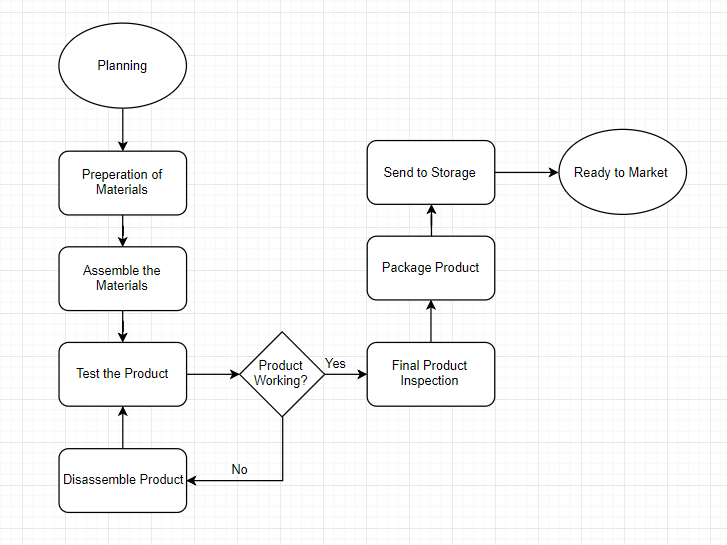 Planning
Preperation of
Materials
Assemble the
Materials
Test the Product
Product
Working?
Yes
No
Disassemble Product
Final Product
Inspection
Package Product
Send to Storage
Ready to Market